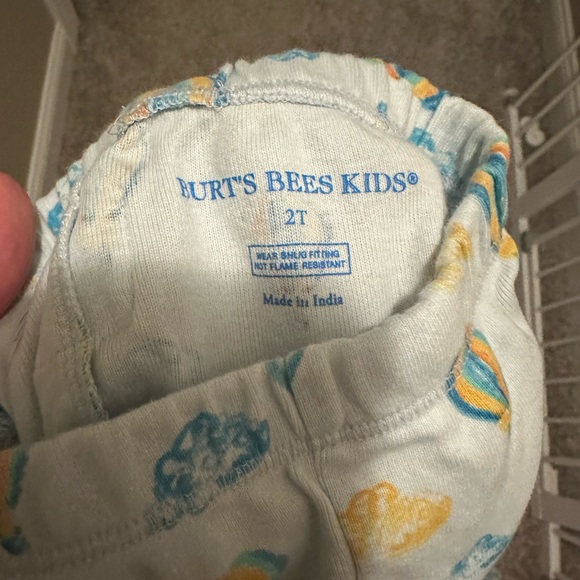 BURT'S BEES KIDS®
2T
WEAR SNUG FITTING
NOT FLAME RESISTANT
Made in India